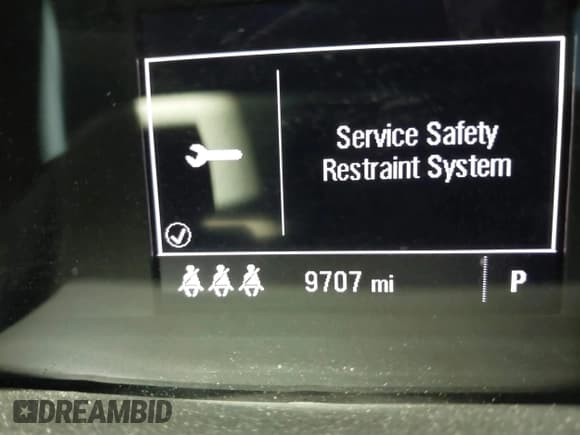 Service Safety
Restraint System
9707 mi
P
DREAMBID